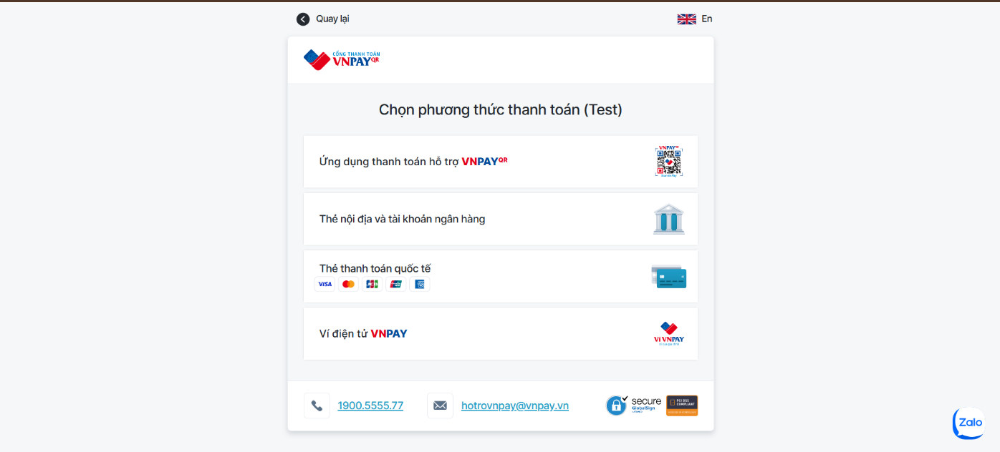 Quay lại
En
CỔNG THANH TOÁN
VNPAYQR
Chọn phương thức thanh toán (Test)
Ứng dụng thanh toán hỗ trợ VNPAYQR
VNPAYQR
Thẻ nội địa và tài khoản ngân hàng
Thẻ thanh toán quốc tế
VISA
JCB
Ví điện tử VNPAY
Ví VNPAY
1900.5555.77
hotrovnpay@vnpay.vn
secure
GlobalSign
PCI DSS
COMPLIANT
Zalo